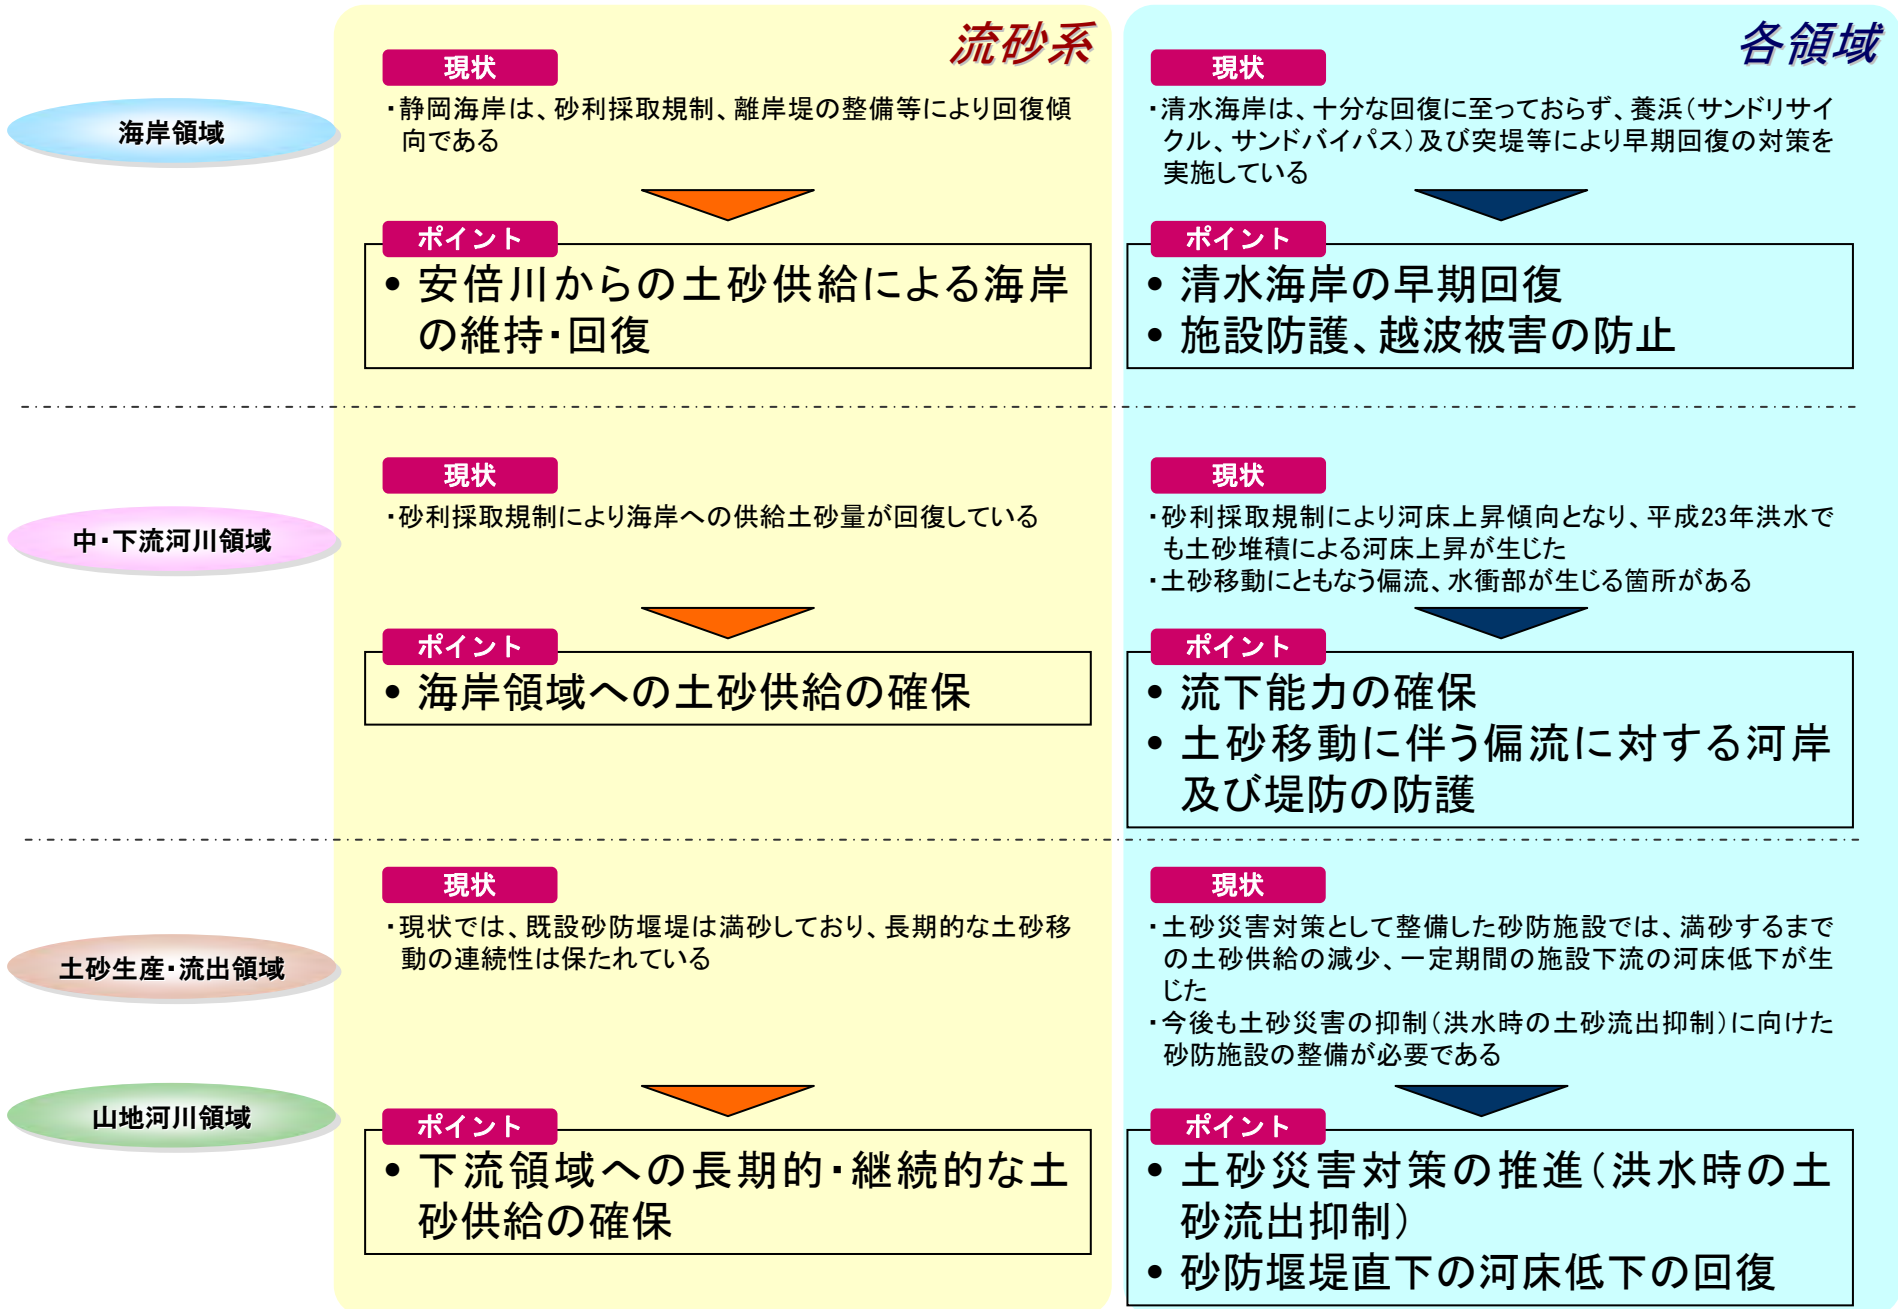 流砂系
各領域
海岸領域
現状
・静岡海岸は、砂利採取規制、離岸堤の整備等により回復傾
向である
ポイント
• 安倍川からの土砂供給による海岸
の維持・回復
現状
・清水海岸は、十分な回復に至っておらず、養浜（サンドリサイ
クル、サンドバイパス）及び突堤等により早期回復の対策を
実施している
ポイント
• 清水海岸の早期回復
• 施設防護、越波被害の防止
中・下流河川領域
現状
・砂利採取規制により海岸への供給土砂量が回復している
ポイント
• 海岸領域への土砂供給の確保
現状
・砂利採取規制により河床上昇傾向となり、平成23年洪水で
も土砂堆積による河床上昇が生じた
・土砂移動にともなう偏流、水衝部が生じる箇所がある
ポイント
• 流下能力の確保
• 土砂移動に伴う偏流に対する河岸
及び堤防の防護
土砂生産・流出領域
山地河川領域
現状
・現状では、既設砂防堰堤は満砂しており、長期的な土砂移
動の連続性は保たれている
ポイント
• 下流領域への長期的・継続的な土
砂供給の確保
現状
・土砂災害対策として整備した砂防施設では、満砂するまで
の土砂供給の減少、一定期間の施設下流の河床低下が生
じた
・今後も土砂災害の抑制（洪水時の土砂流出抑制）に向けた
砂防施設の整備が必要である
ポイント
• 土砂災害対策の推進（洪水時の土
砂流出抑制）
• 砂防堰堤直下の河床低下の回復